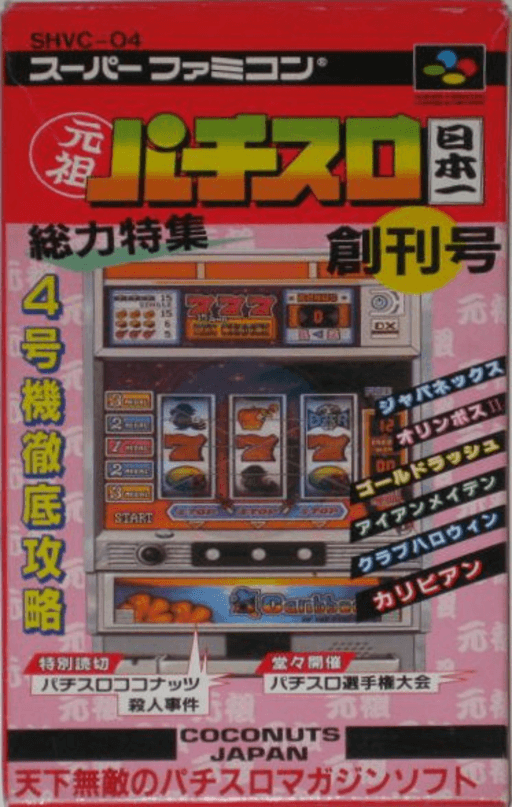 SHVC-04
スーパーファミコン®
元祖
パチスロ
日本一
総力特集
創刊号
4号機徹底攻略
777
DX
START
STOP STOP STOP
ジャパネックス
オリンポスII
ゴールドラッシュ
アイアンメイデン
クラブハロウィン
カリビアン
特別読切
パチスロココナッツ
殺人事件
堂々開催
パチスロ選手権大会
COCONUTS
JAPAN
天下無敵のパチスロマガジンソフト